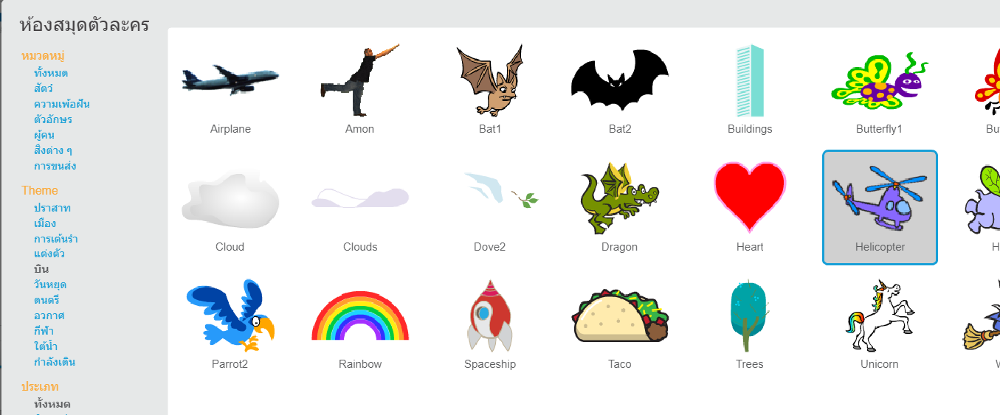 ห้องสมุดตัวละคร
หมวดหมู่
ทั้งหมด
สัตว์
ความเพ้อฝัน
ตัวอักษร
ผู้คน
สิ่งต่าง ๆ
การขนส่ง
Theme
ปราสาท
เมือง
การเต้นรำ
แต่งตัว
บิน
วันหยุด
ดนตรี
อวกาศ
กีฬา
ใต้น้ำ
กำลังเดิน
ประเภท
ทั้งหมด
Airplane Amon Bat1 Bat2 Buildings Butterfly1
Cloud Clouds Dove2 Dragon Heart Helicopter
Parrot2 Rainbow Spaceship Taco Trees Unicorn